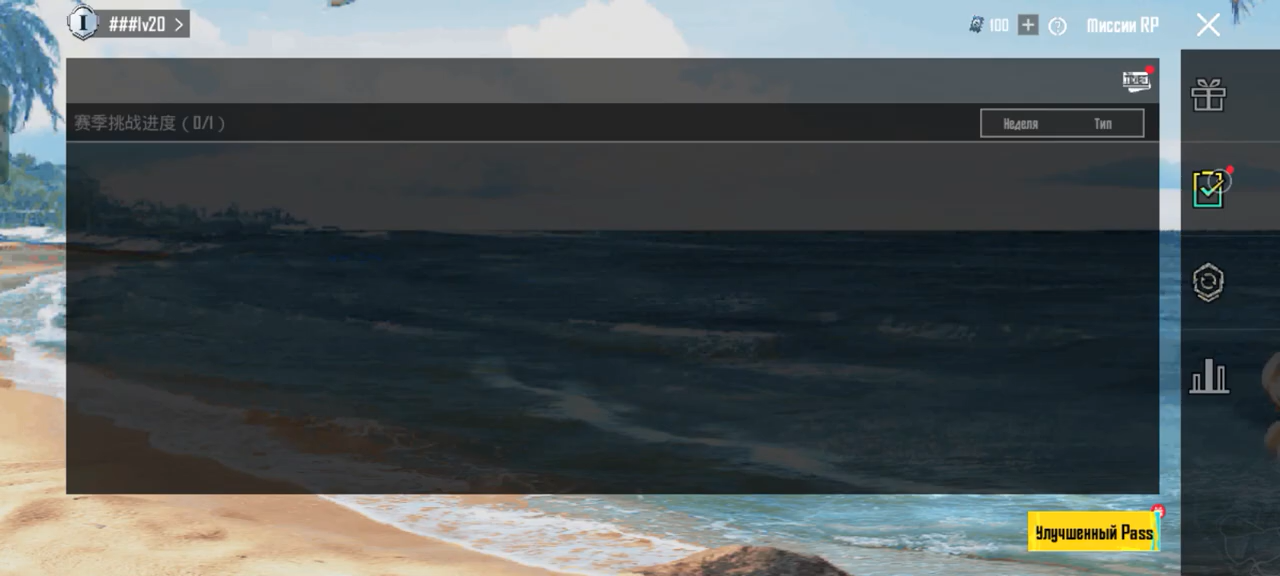 I ###lv20 >
100 + ? Миссии RP
赛季挑战进度（0/1）
Неделя Тип
Улучшенный Pass